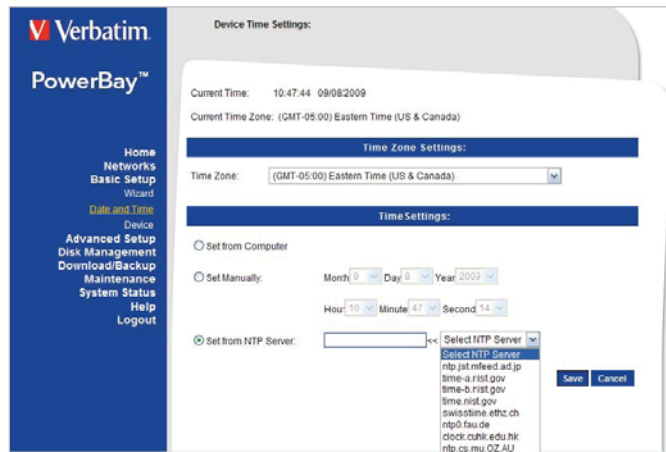 Verbatim.
PowerBay™
Home
Networks
Basic Setup
Wizard
Date and Time
Device
Advanced Setup
Disk Management
Download/Backup
Maintenance
System Status
Help
Logout
Device Time Settings:
Current Time: 10:47:44 09/08/2009
Current Time Zone: (GMT-05:00) Eastern Time (US & Canada)
Time Zone Settings:
Time Zone: (GMT-05:00) Eastern Time (US & Canada)
Time Settings:
Set from Computer
Set Manually: Month 9 Day 8 Year 2009
Hour 10 Minute 47 Second 14
Set from NTP Server: << Select NTP Server
Select NTP Server
ntp.jst.mfeed.ad.jp
time-a.nist.gov
time-b.nist.gov
time.nist.gov
swisstime.ethz.ch
ntp0.fau.de
clock.cuhk.edu.hk
ntp.cs.mu.OZ.AU
Save Cancel